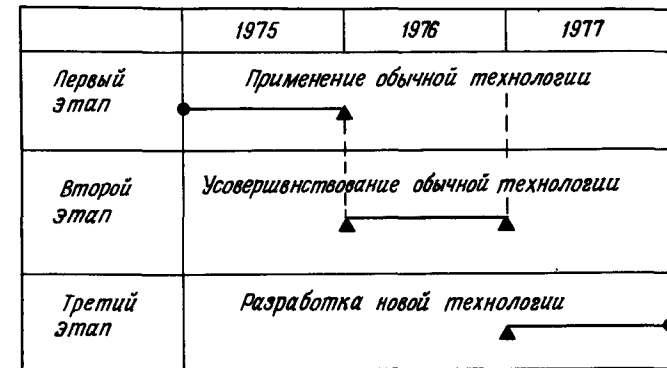 1975 1976 1977
Первый Применение обычной технологии
этап
Второй Усовершвнствование обычной технологии
этап
Третий Разработка новой технологии
этап